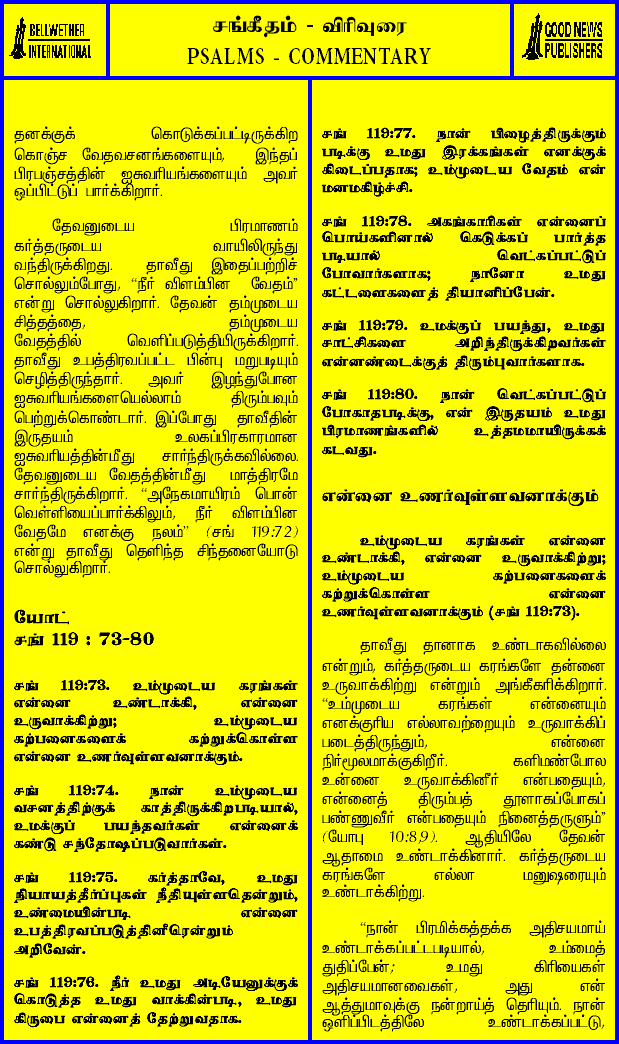 BELLWETHER
INTERNATIONAL
சங்கீதம் - விரிவுரை
PSALMS - COMMENTARY
GOOD NEWS
PUBLISHERS
தனக்குக் கொடுக்கப்பட்டிருக்கிற
கொஞ்ச வேதவசனங்களையும், இந்தப்
பிரபஞ்சத்தின் ஐசுவரியங்களையும் அவர்
ஒப்பிட்டுப் பார்க்கிறார்.
தேவனுடைய பிரமாணம்
கர்த்தருடைய வாயிலிருந்து
வந்திருக்கிறது. தாவீது இதைப்பற்றிச்
சொல்லும்போது, “நீர் விளம்பின வேதம்”
என்று சொல்லுகிறார். தேவன் தம்முடைய
சித்தத்தை, தம்முடைய
வேதத்தில் வெளிப்படுத்தியிருக்கிறார்.
தாவீது உபத்திரவப்பட்ட பின்பு மறுபடியும்
செழித்திருந்தார். அவர் இழந்துபோன
ஐசுவரியங்களையெல்லாம் திரும்பவும்
பெற்றுக்கொண்டார். இப்போது தாவீதின்
இருதயம் உலகப்பிரகாரமான
ஐசுவரியத்தின்மீது சார்ந்திருக்கவில்லை.
தேவனுடைய வேதத்தின்மீது மாத்திரமே
சார்ந்திருக்கிறார். “அநேகமாயிரம் பொன்
வெள்ளியைப்பார்க்கிலும், நீர் விளம்பின
வேதமே எனக்கு நலம்” (சங் 119:72)
என்று தாவீது தெளிந்த சிந்தனையோடு
சொல்லுகிறார்.
யோட்
சங் 119 : 73-80
சங் 119:73. உம்முடைய கரங்கள்
என்னை உண்டாக்கி, என்னை
உருவாக்கிற்று; உம்முடைய
கற்பனைகளைக் கற்றுக்கொள்ள
என்னை உணர்வுள்ளவனாக்கும்.
சங் 119:74. நான் உம்முடைய
வசனத்திற்குக் காத்திருக்கிறபடியால்,
உமக்குப் பயந்தவர்கள் என்னைக்
கண்டு சந்தோஷப்படுவார்கள்.
சங் 119:75. கர்த்தாவே, உமது
நியாயத்தீர்ப்புகள் நீதியுள்ளதென்றும்,
உண்மையின்படி என்னை
உபத்திரவப்படுத்தினீரென்றும்
அறிவேன்.
சங் 119:76. நீர் உமது அடியேனுக்குக்
கொடுத்த உமது வாக்கின்படி, உமது
கிருபை என்னைத் தேற்றுவதாக.
சங் 119:77. நான் பிழைத்திருக்கும்
படிக்கு உமது இரக்கங்கள் எனக்குக்
கிடைப்பதாக; உம்முடைய வேதம் என்
மனமகிழ்ச்சி.
சங் 119:78. அகங்காரிகள் என்னைப்
பொய்களினால் கெடுக்கப் பார்த்த
படியால் வெட்கப்பட்டுப்
போவார்களாக; நானோ உமது
கட்டளைகளைத் தியானிப்பேன்.
சங் 119:79. உமக்குப் பயந்து, உமது
சாட்சிகளை அறிந்திருக்கிறவர்கள்
என்னண்டைக்குத் திரும்புவார்களாக.
சங் 119:80. நான் வெட்கப்பட்டுப்
போகாதபடிக்கு, என் இருதயம் உமது
பிரமாணங்களில் உத்தமமாயிருக்கக்
கடவது.
என்னை உணர்வுள்ளவனாக்கும்
உம்முடைய கரங்கள் என்னை
உண்டாக்கி, என்னை உருவாக்கிற்று;
உம்முடைய கற்பனைகளைக்
கற்றுக்கொள்ள என்னை
உணர்வுள்ளவனாக்கும் (சங் 119:73).
தாவீது தானாக உண்டாகவில்லை
என்றும், கர்த்தருடைய கரங்களே தன்னை
உருவாக்கிற்று என்றும் அங்கீகரிக்கிறார்.
“உம்முடைய கரங்கள் என்னையும்
எனக்குரிய எல்லாவற்றையும் உருவாக்கிப்
படைத்திருந்தும், என்னை
நிர்மூலமாக்குகிறீர். களிமண்போல
உன்னை உருவாக்கினீர் என்பதையும்,
என்னைத் திரும்பத் தூளாகப்போகப்
பண்ணுவீர் என்பதையும் நினைத்தருளும்”
(யோபு 10:8,9). ஆதியிலே தேவன்
ஆதாமை உண்டாக்கினார். கர்த்தருடைய
கரங்களே எல்லா மனுஷரையும்
உண்டாக்கிற்று.
“நான் பிரமிக்கத்தக்க அதிசயமாய்
உண்டாக்கப்பட்டபடியால், உம்மைத்
துதிப்பேன்; உமது கிரியைகள்
அதிசயமானவைகள், அது என்
ஆத்துமாவுக்கு நன்றாய்த் தெரியும். நான்
ஒளிப்பிடத்திலே உண்டாக்கப்பட்டு,